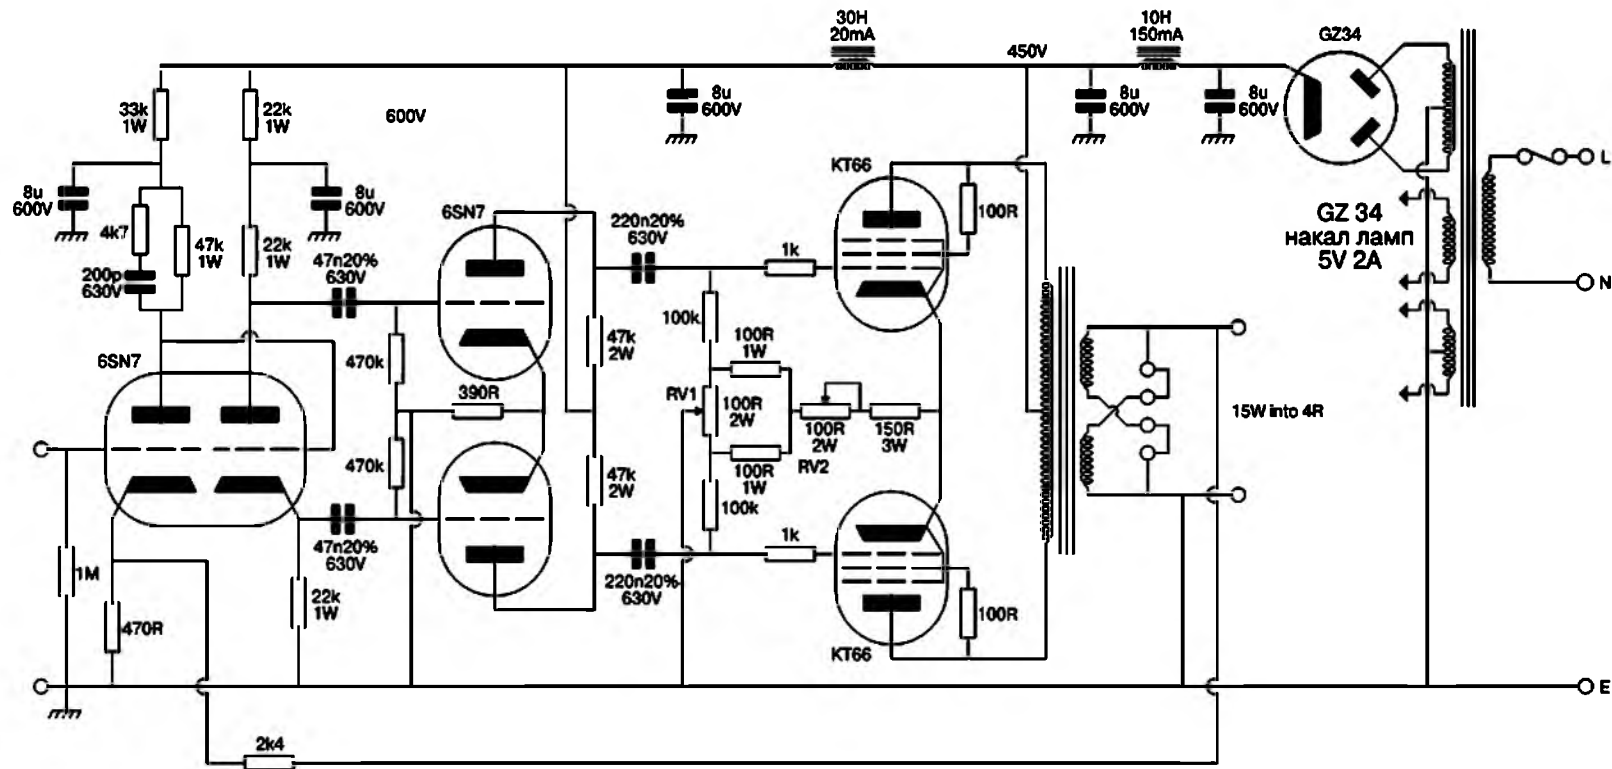 30H
20mA
10H
150mA
GZ34
450V
33k
1W
22k
1W
600V
8u
600V
8u
600V
8u
600V
L
KT66
8u
600V
8u
600V
6SN7
220n20%
630V
100R
GZ 34
накал ламп
5V 2A
4k7
47k
1W
22k
1W
47n20%
630V
200p
630V
1k
N
100k
6SN7
470k
47k
2W
100R
1W
390R
RV1
100R
2W
100R
2W
150R
3W
15W into 4R
470k
47k
2W
100R
1W
RV2
100k
47n20%
630V
1k
1M
220n20%
630V
22k
1W
470R
100R
KT66
E
2k4